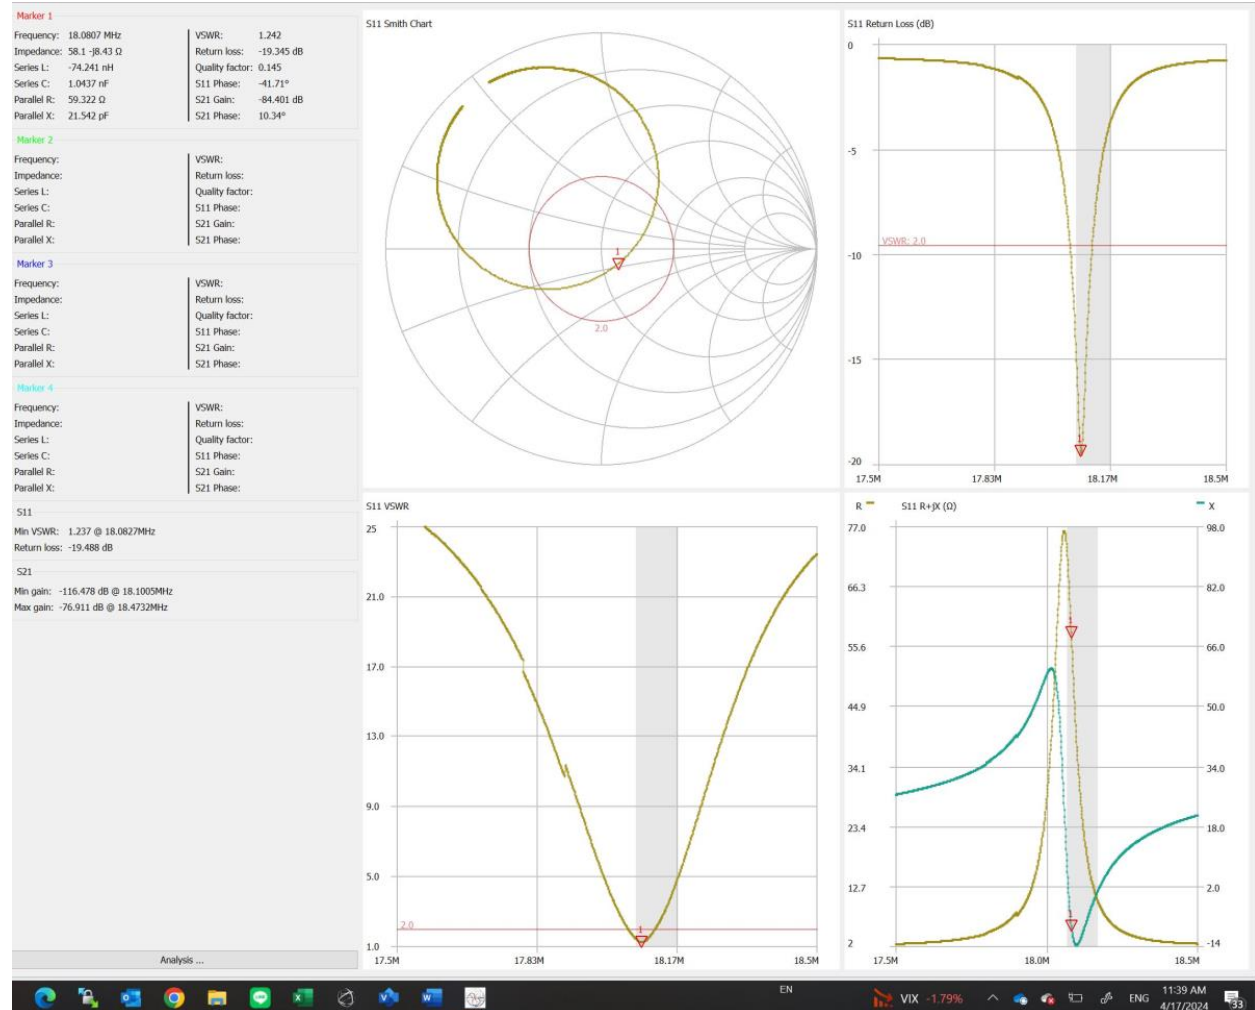 Marker 1
Frequency: 18.0807 MHz VSWR: 1.242
Impedance: 58.1 -j8.43 Ω Return loss: -19.345 dB
Series L: -74.241 nH Quality factor: 0.145
Series C: 1.0437 nF S11 Phase: -41.71°
Parallel R: 59.322 Ω S21 Gain: -84.401 dB
Parallel X: 21.542 pF S21 Phase: 10.34°
Marker 2
Frequency: VSWR:
Impedance: Return loss:
Series L: Quality factor:
Series C: S11 Phase:
Parallel R: S21 Gain:
Parallel X: S21 Phase:
Marker 3
Frequency: VSWR:
Impedance: Return loss:
Series L: Quality factor:
Series C: S11 Phase:
Parallel R: S21 Gain:
Parallel X: S21 Phase:
Marker 4
Frequency: VSWR:
Impedance: Return loss:
Series L: Quality factor:
Series C: S11 Phase:
Parallel R: S21 Gain:
Parallel X: S21 Phase:
S11
Min VSWR: 1.237 @ 18.0827MHz
Return loss: -19.488 dB
S21
Min gain: -116.478 dB @ 18.1005MHz
Max gain: -76.911 dB @ 18.4732MHz
Analysis ...
S11 Smith Chart
1
2.0
S11 Return Loss (dB)
0
-5
VSWR: 2.0
-10
-15
1
-20
17.5M 17.83M 18.17M 18.5M
S11 VSWR
25
21.0
17.0
13.0
9.0
5.0
2.0
1
1.0
17.5M 17.83M 18.17M 18.5M
R S11 R+jX (Ω) X
77.0 98.0
66.3 82.0
55.6 66.0
44.9 50.0
34.1 34.0
23.4 18.0
12.7 2.0
2 -14
17.5M 18.0M 18.5M
EN
VIX -1.79%
ENG
11:39 AM
4/17/2024
33